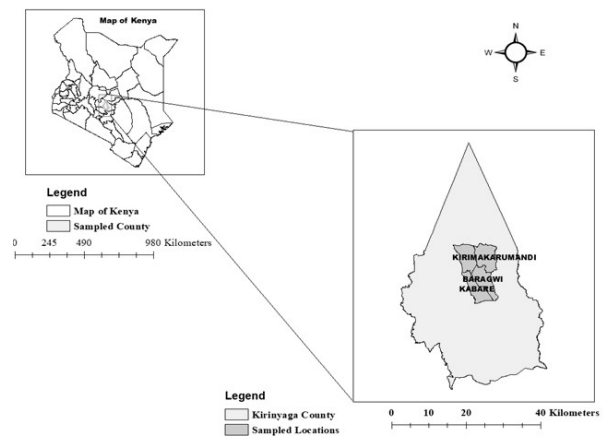 Map of Kenya
N
W E
S
Legend
Map of Kenya
Sampled County
0 245 490 980 Kilometers
KIRIMAKARUMANDI
BARAGWI
KABARE
Legend
Kirinyaga County
Sampled Locations
0 10 20 40 Kilometers